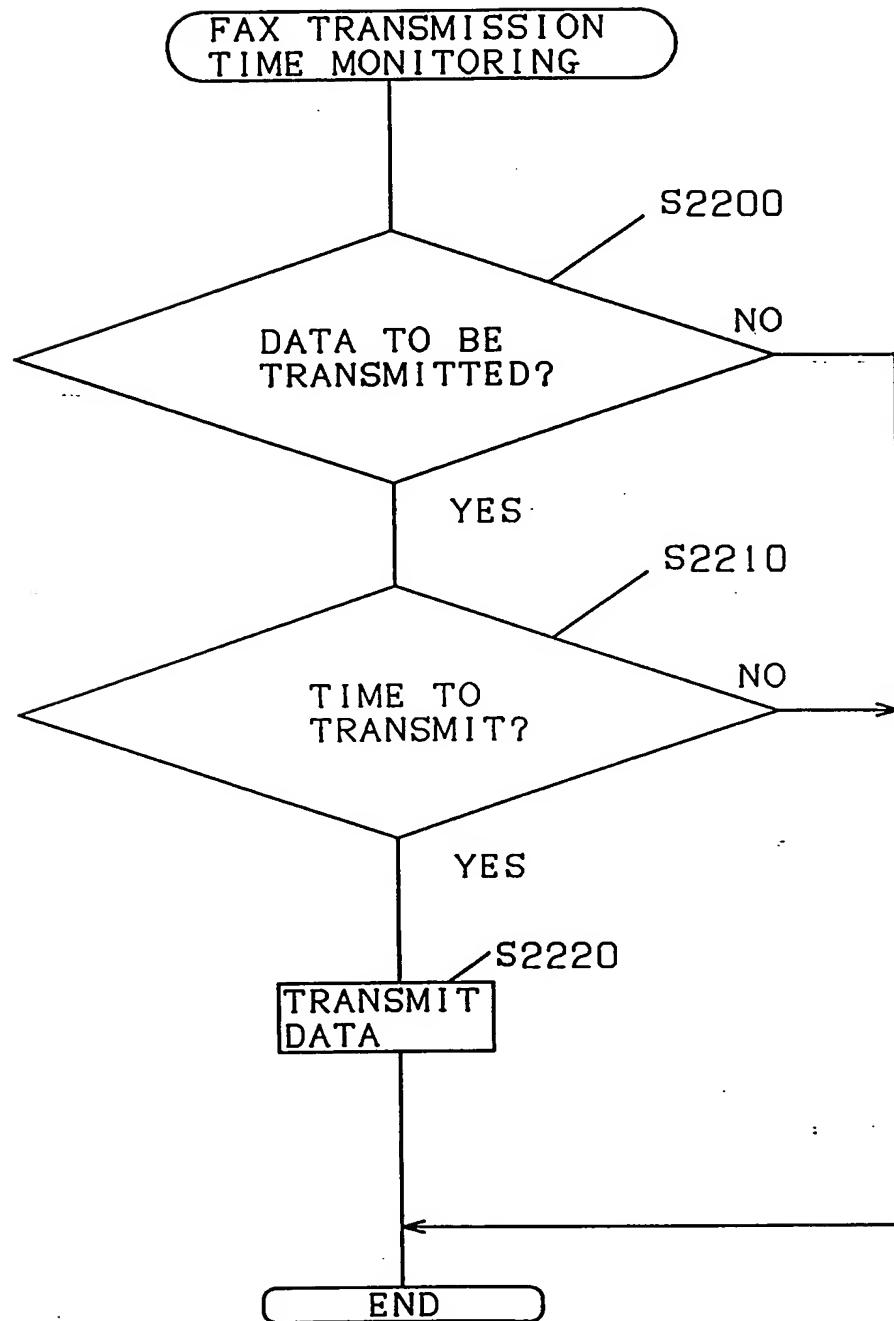 FAX TRANSMISSION
TIME MONITORING
S2200
DATA TO BE
TRANSMITTED?
NO
YES
S2210
TIME TO
TRANSMIT?
NO
YES
S2220
TRANSMIT
DATA
END